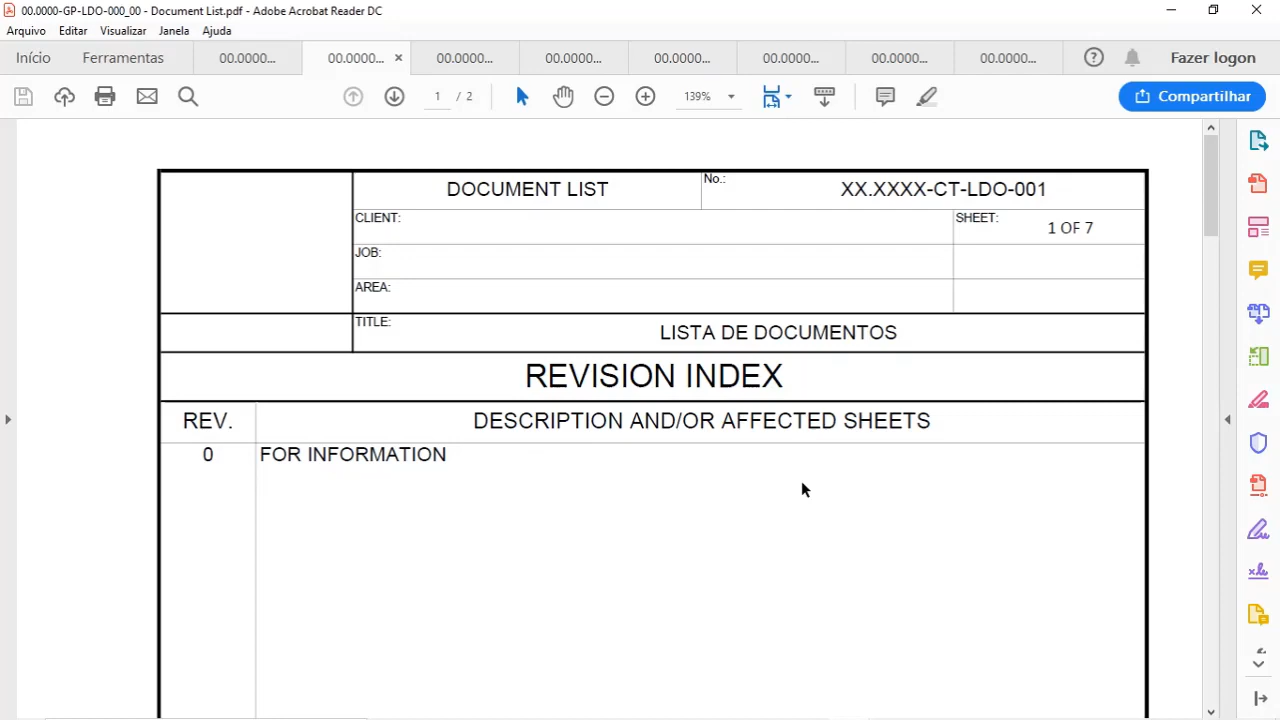 00.0000-GP-LDO-000_00 - Document List.pdf - Adobe Acrobat Reader DC
Arquivo Editar Visualizar Janela Ajuda
Início Ferramentas 00.0000... 00.0000... 00.0000... 00.0000... 00.0000... 00.0000... 00.0000... 00.0000... Fazer logon
1 / 2 139% Compartilhar
DOCUMENT LIST No.: XX.XXXX-CT-LDO-001
CLIENT: SHEET: 1 OF 7
JOB:
AREA:
TITLE: LISTA DE DOCUMENTOS
REVISION INDEX
REV. DESCRIPTION AND/OR AFFECTED SHEETS
0 FOR INFORMATION